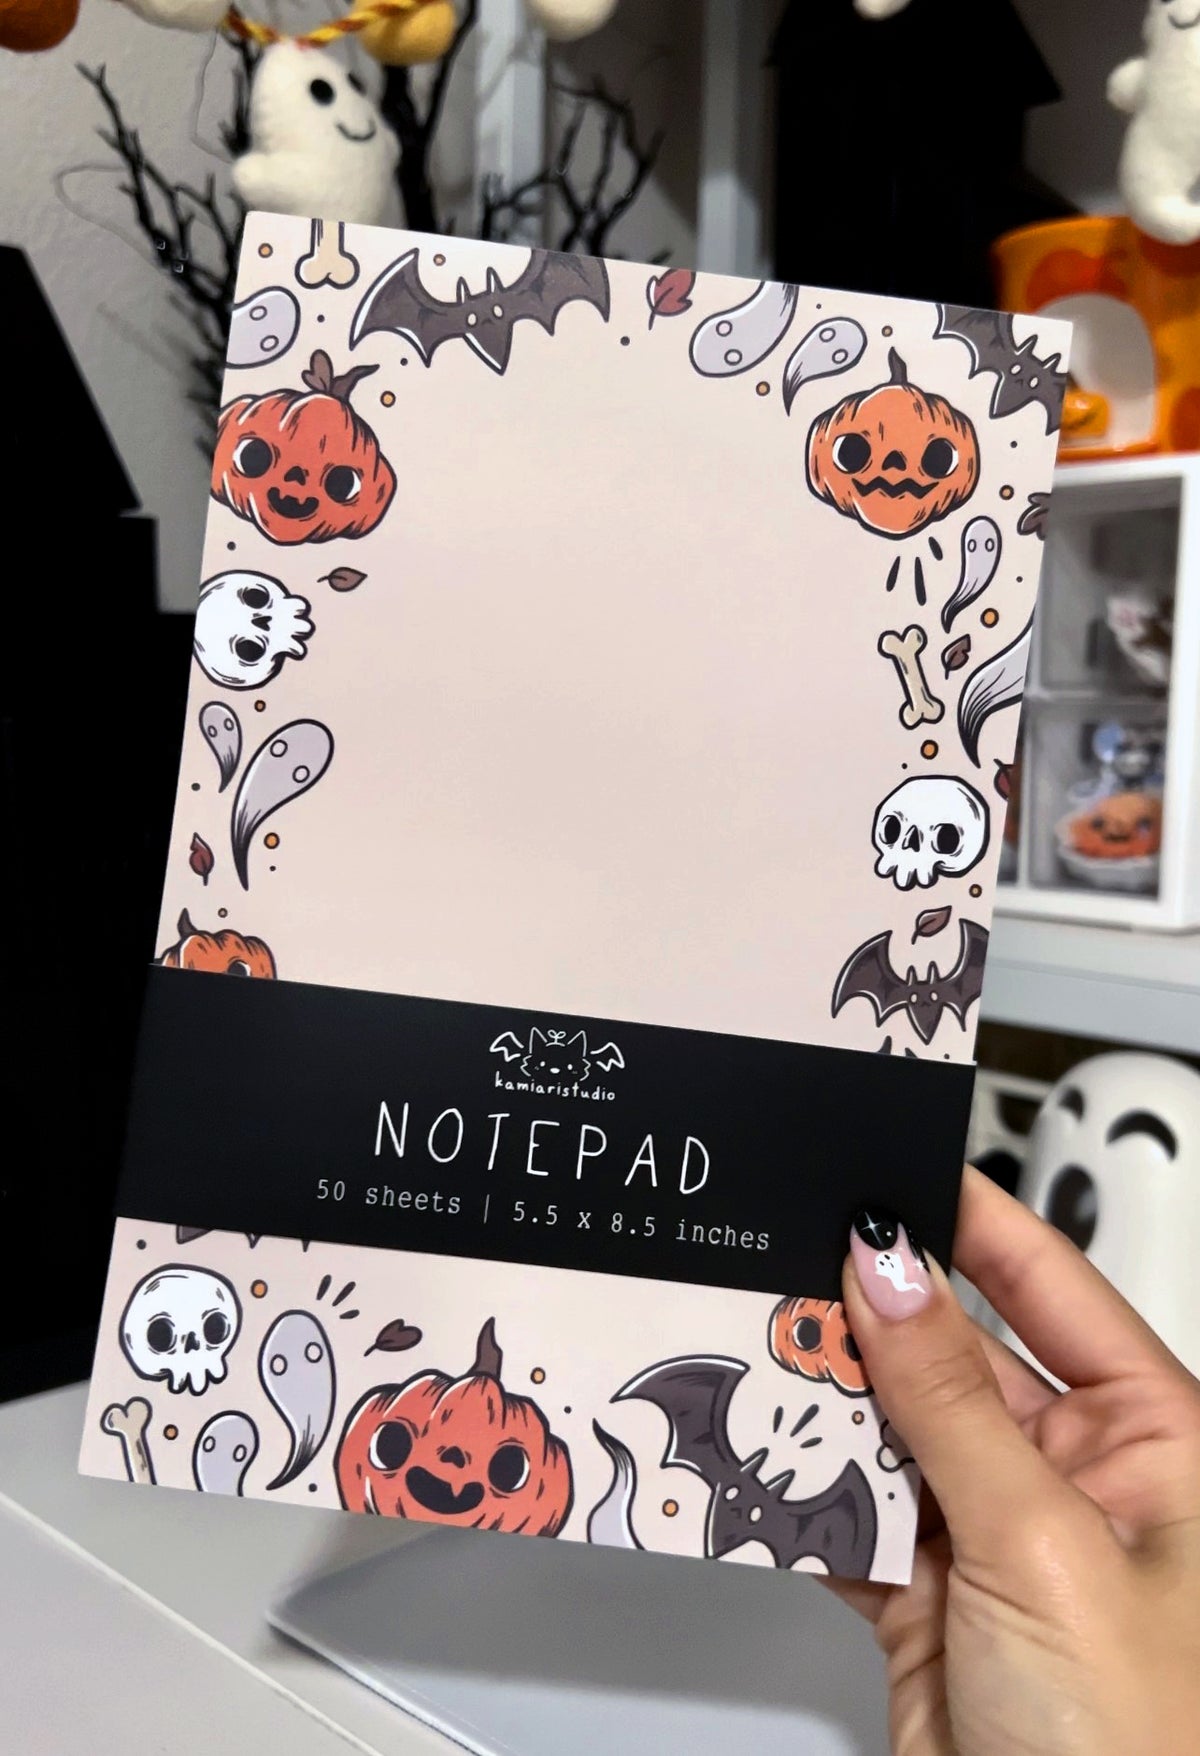 kamiaristudio
NOTEPAD
50 sheets | 5.5 x 8.5 inches